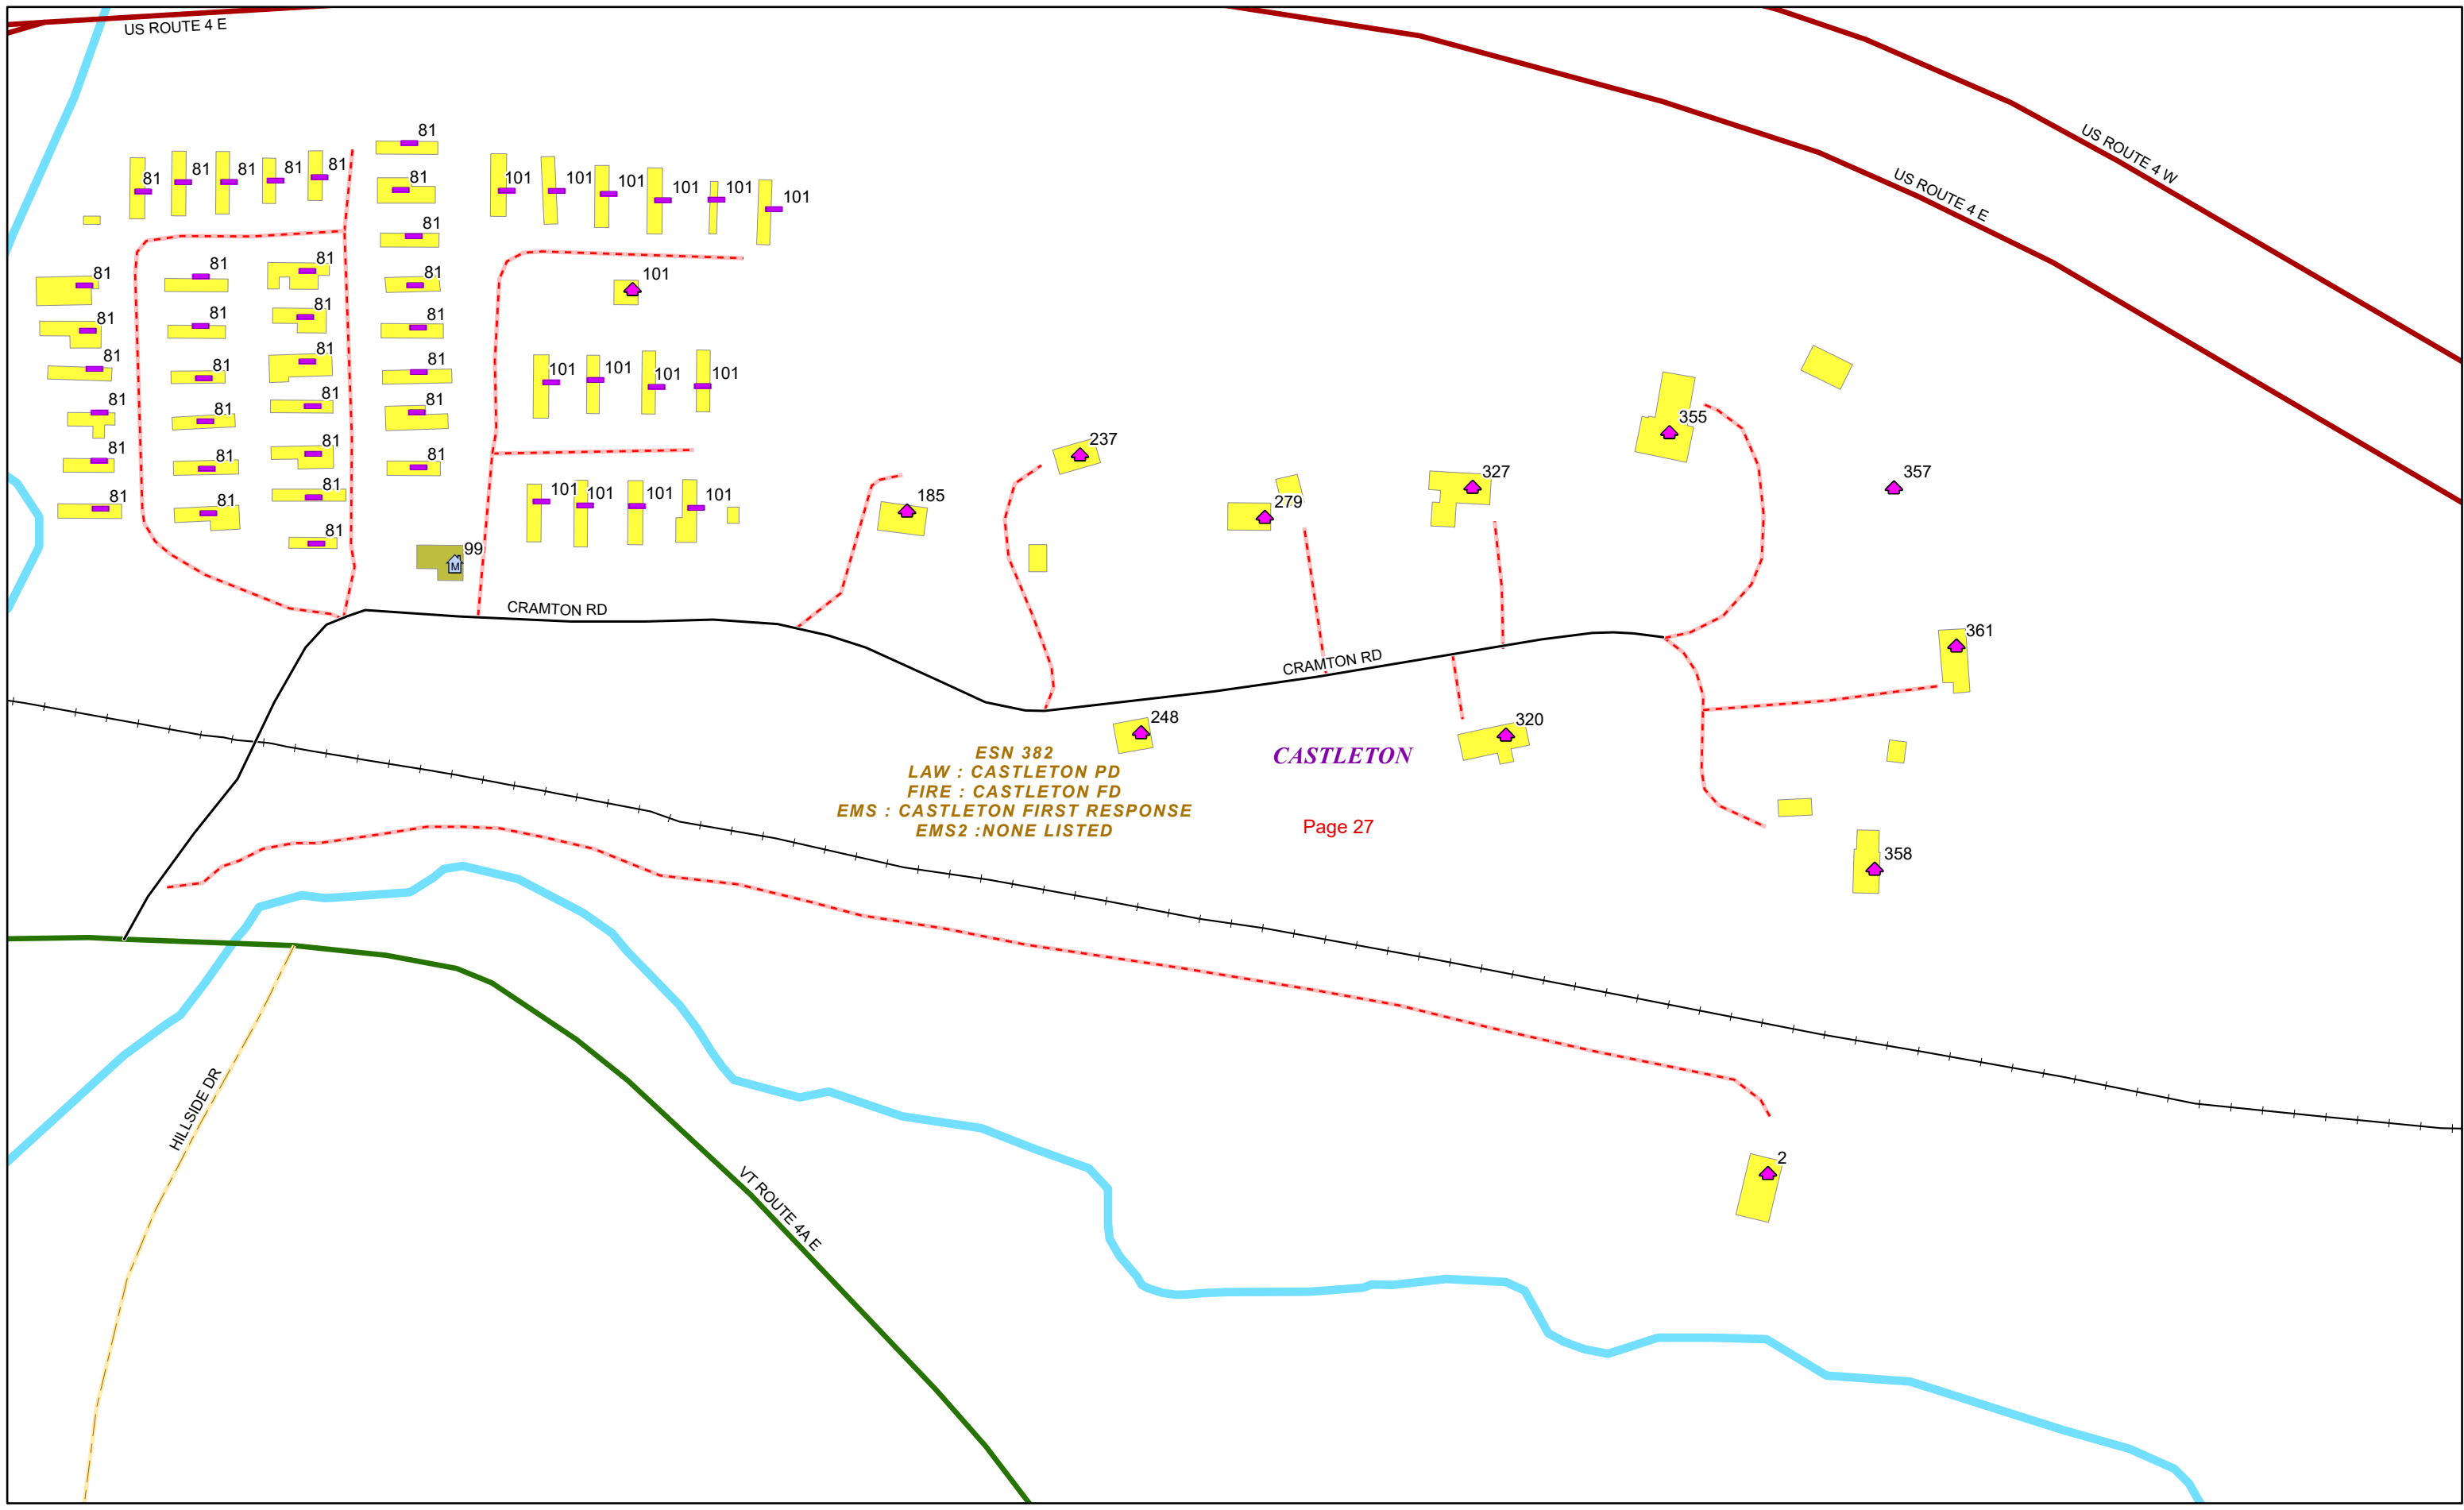 US ROUTE 4 E
US ROUTE 4 W
US ROUTE 4 E
81
81 81 81 81 81
81
101 101 101 101 101 101
81
81 81 81 81
101
81 81 81 81
81 81 81 81
101 101 101 101
81 81 81
81
81 81 81 81
237
355
327
357
81 81 81
101 101 101 101
185
279
81
99
CRAMTON RD
361
CRAMTON RD
248
320
ESN 382
LAW : CASTLETON PD
FIRE : CASTLETON FD
EMS : CASTLETON FIRST RESPONSE
EMS2 :NONE LISTED
CASTLETON
Page 27
358
M
HILLSIDE DR
VT ROUTE 4A E
2